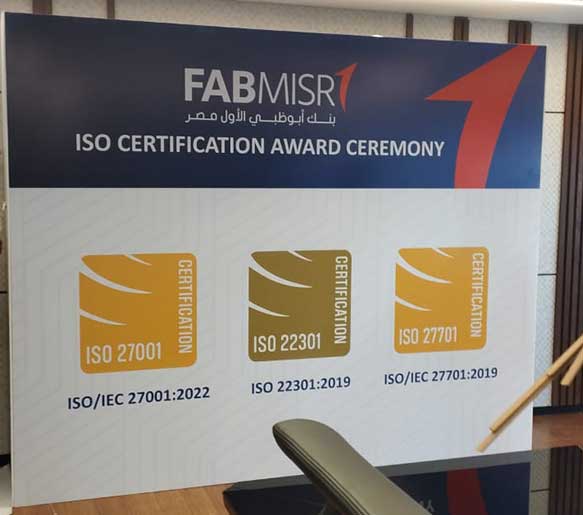 FABMISR
بنك أبوظبي الأول مصر
ISO CERTIFICATION AWARD CEREMONY
CERTIFICATION
ISO 27001
CERTIFICATION
ISO 22301
CERTIFICATION
ISO 27701
ISO/IEC 27001:2022
ISO 22301:2019
ISO/IEC 27701:2019